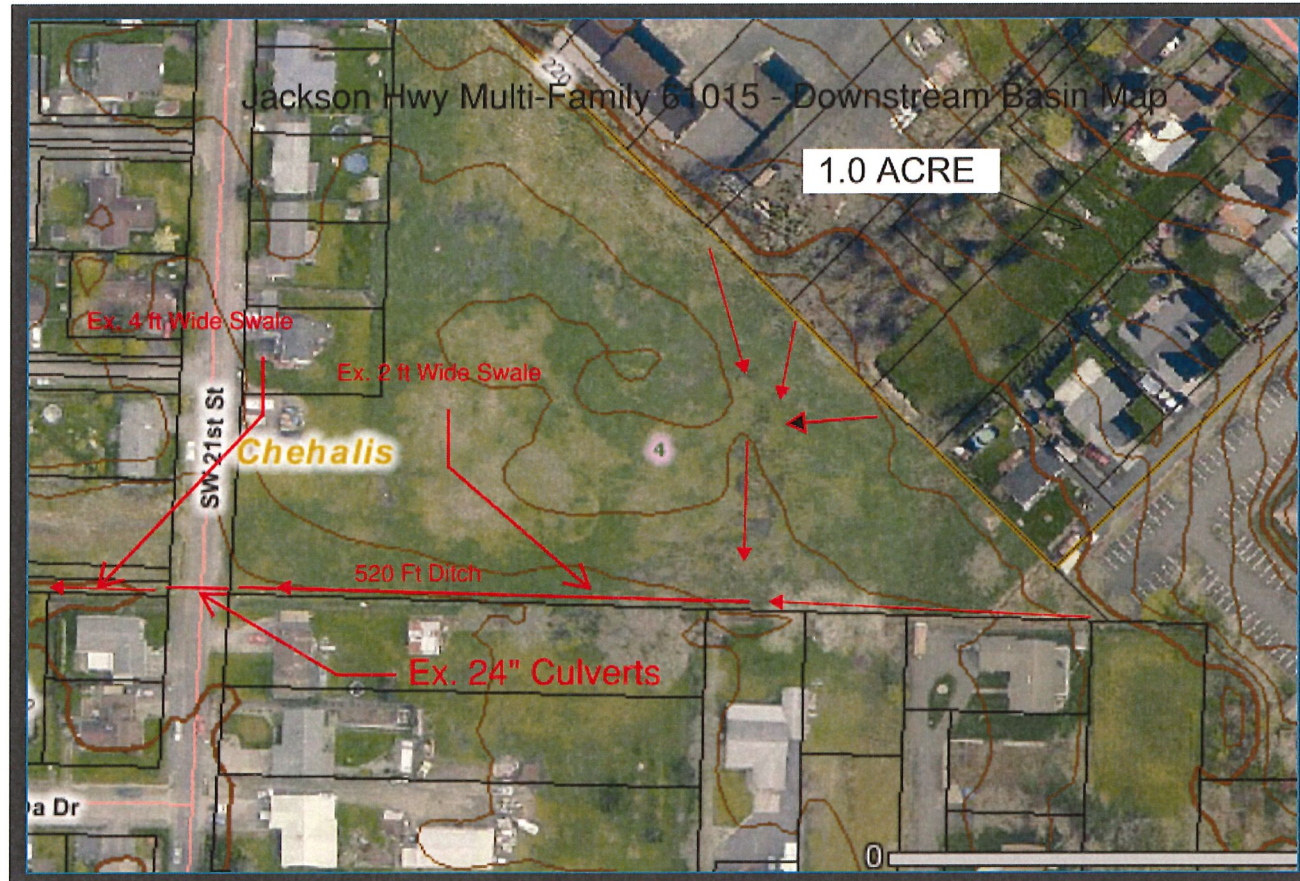 220
Jackson Hwy Multi-Family 61015 - Downstream Basin Map
1.0 ACRE
Ex. 4 ft Wide Swale
Ex. 2 ft Wide Swale
SW 21st St
Chehalis
4
520 Ft Ditch
Ex. 24" Culverts
a Dr
0